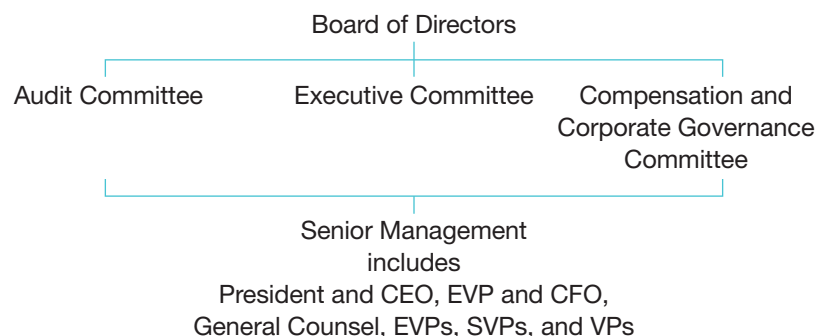 Board of Directors
Audit Committee
Executive Committee
Compensation and
Corporate Governance
Committee
Senior Management
includes
President and CEO, EVP and CFO,
General Counsel, EVPs, SVPs, and VPs